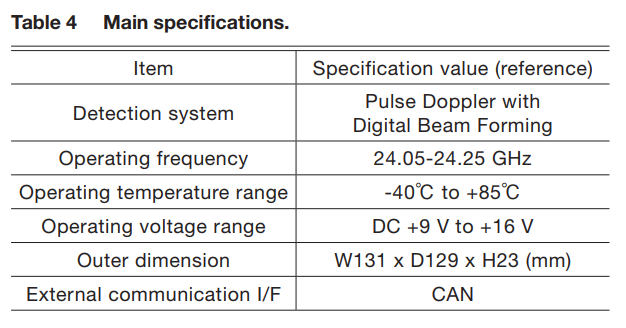 Table 4 Main specifications.
Item Specification value (reference)
Detection system Pulse Doppler with
Digital Beam Forming
Operating frequency 24.05-24.25 GHz
Operating temperature range -40℃ to +85℃
Operating voltage range DC +9 V to +16 V
Outer dimension W131 x D129 x H23 (mm)
External communication I/F CAN